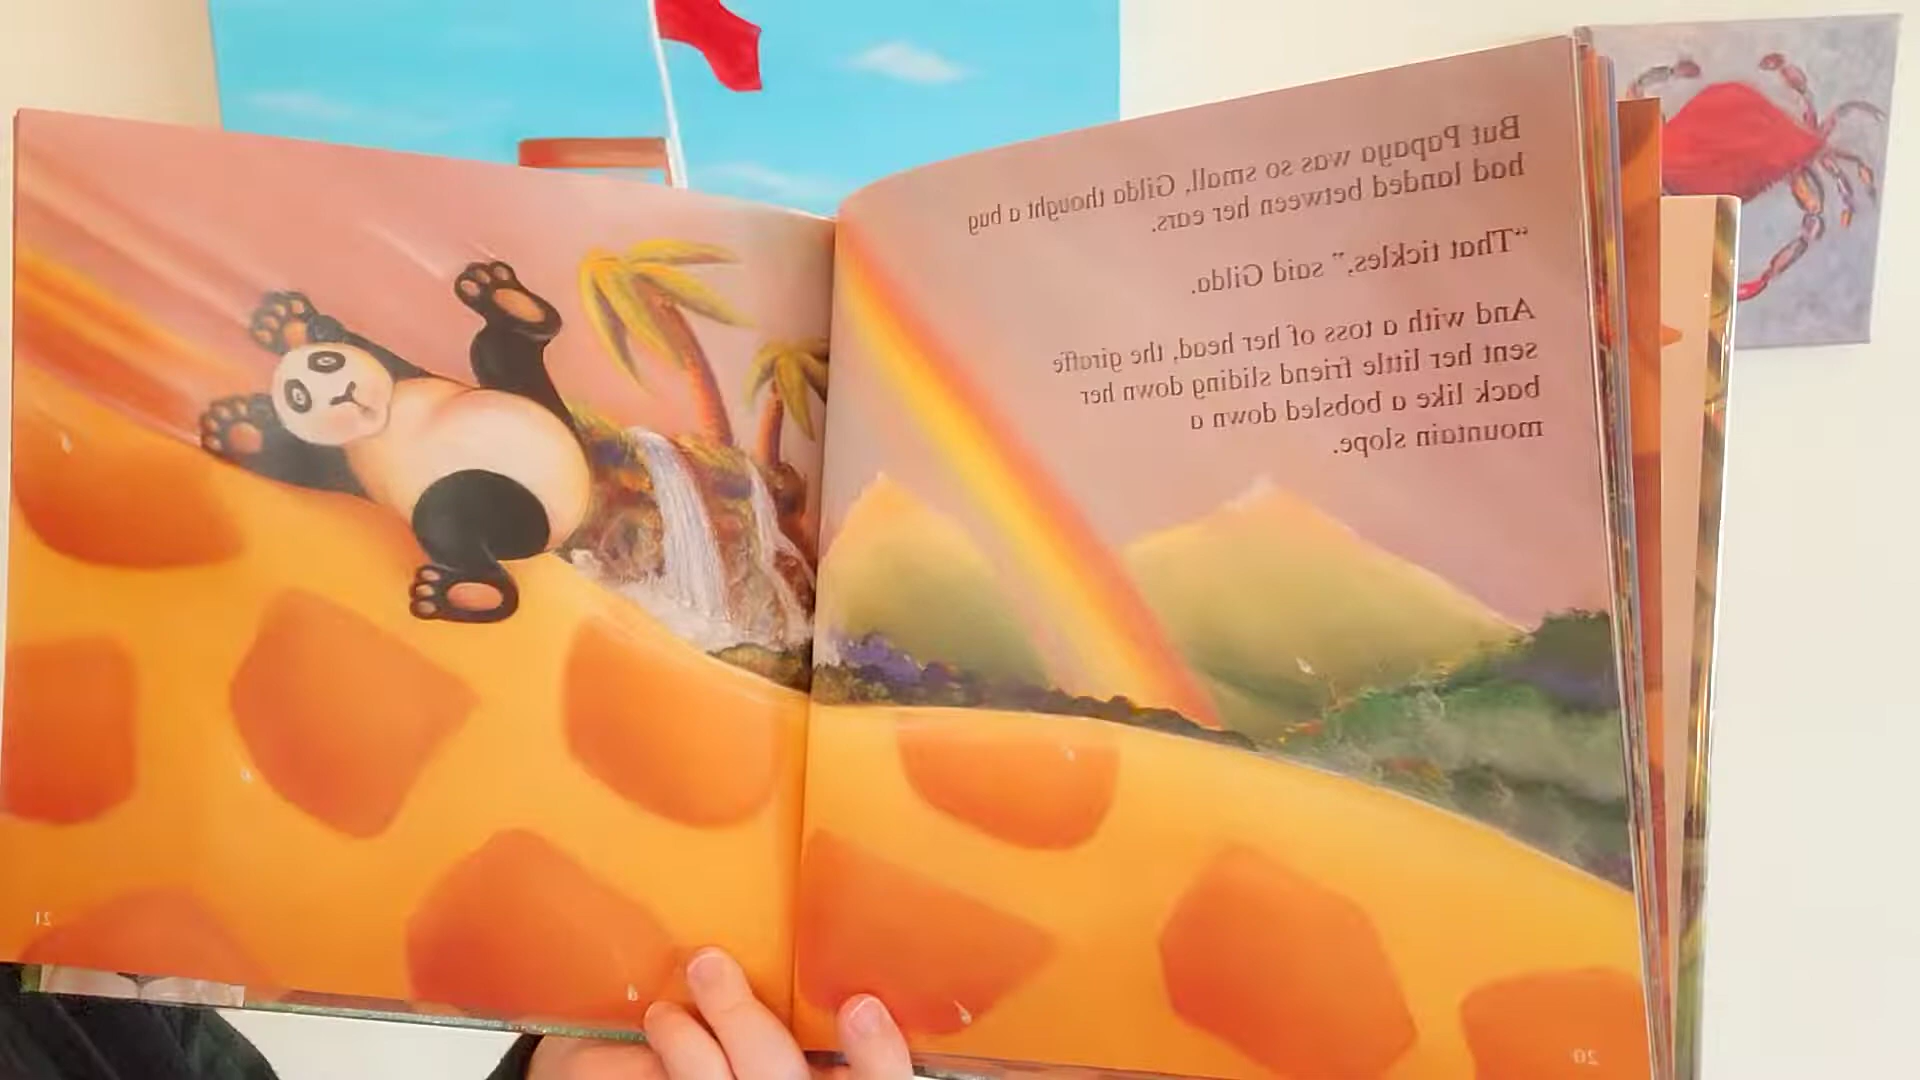 But Papaya was so small, Gilda thought a bug
had landed between her ears.
“That tickles,” said Gilda.
And with a toss of her head, the giraffe
sent her little friend sliding down her
back like a bobsled down a
mountain slope.
20
21